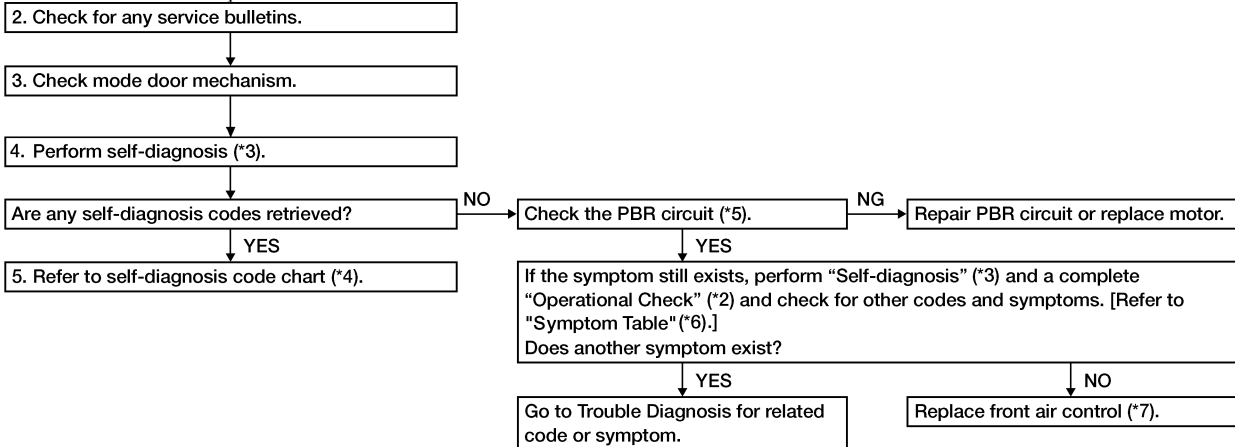 2. Check for any service bulletins.
3. Check mode door mechanism.
4. Perform self-diagnosis (*3).
Are any self-diagnosis codes retrieved?
NO
Check the PBR circuit (*5).
NG
Repair PBR circuit or replace motor.
YES
5. Refer to self-diagnosis code chart (*4).
YES
If the symptom still exists, perform “Self-diagnosis” (*3) and a complete
“Operational Check” (*2) and check for other codes and symptoms. [Refer to
"Symptom Table"(*6).]
Does another symptom exist?
YES
Go to Trouble Diagnosis for related
code or symptom.
NO
Replace front air control (*7).